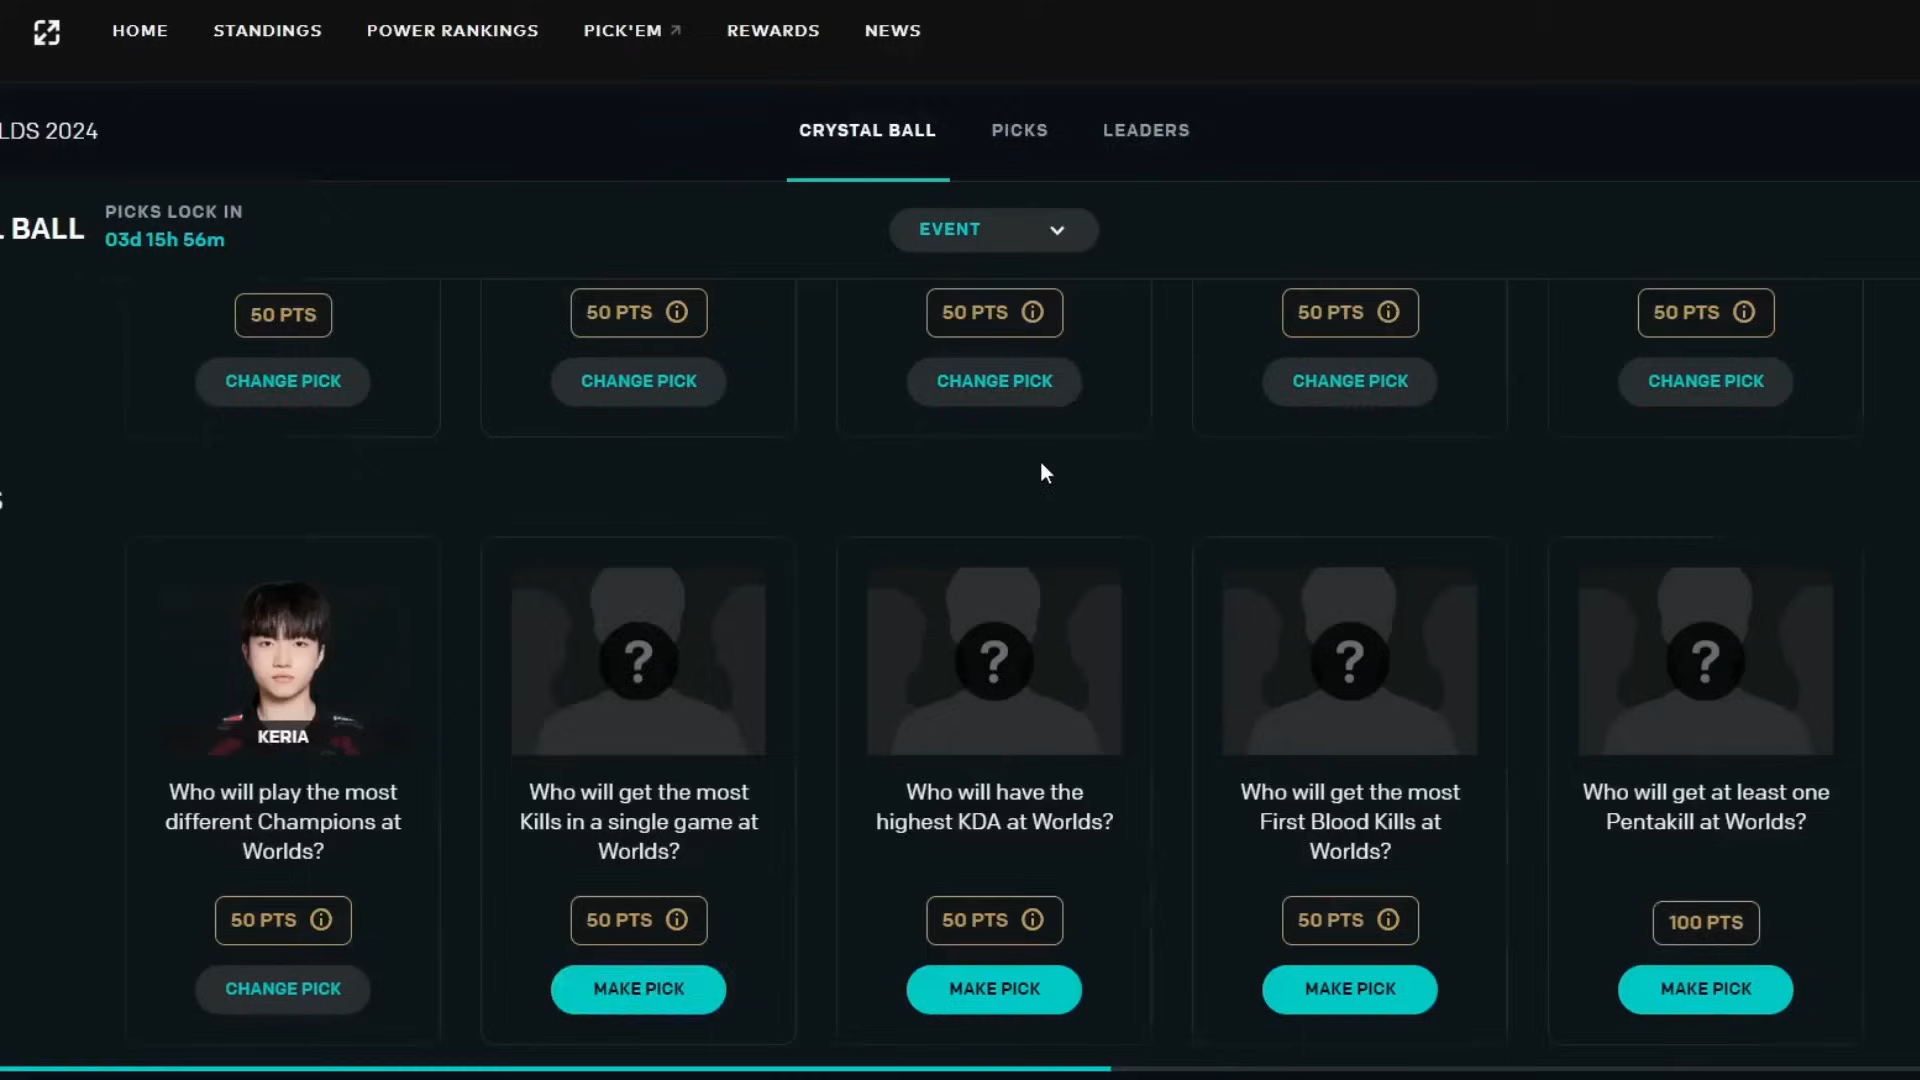 HOME STANDINGS POWER RANKINGS PICK'EM REWARDS NEWS
LDS 2024
CRYSTAL BALL PICKS LEADERS
L BALL
PICKS LOCK IN
03d 15h 56m
EVENT
50 PTS 50 PTS 50 PTS 50 PTS 50 PTS
CHANGE PICK CHANGE PICK CHANGE PICK CHANGE PICK CHANGE PICK
S
KERIA
Who will play the most
different Champions at
Worlds?
50 PTS
CHANGE PICK
?
Who will get the most
Kills in a single game at
Worlds?
50 PTS
MAKE PICK
?
Who will have the
highest KDA at Worlds?
50 PTS
MAKE PICK
?
Who will get the most
First Blood Kills at
Worlds?
50 PTS
MAKE PICK
?
Who will get at least one
Pentakill at Worlds?
100 PTS
MAKE PICK